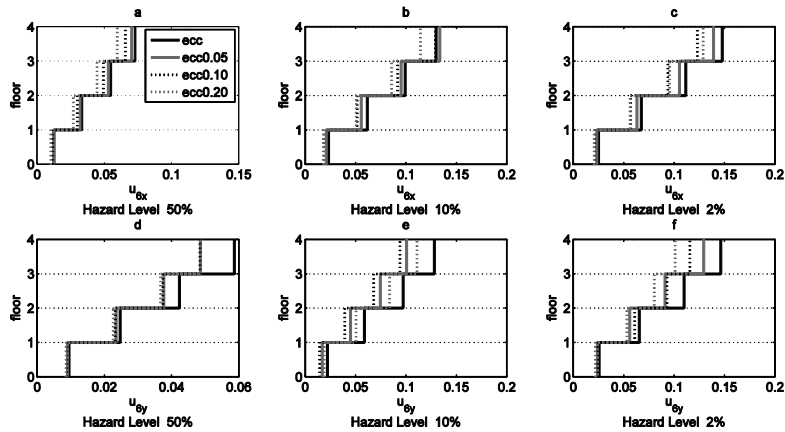 a
b
c
4
3
2
1
0
floor
ecc
ecc0.05
ecc0.10
ecc0.20
0
0.05
0.1
0.15
u6x
Hazard Level 50%
4
3
2
1
0
floor
0
0.05
0.1
0.15
0.2
u6x
Hazard Level 10%
4
3
2
1
0
floor
0
0.05
0.1
0.15
0.2
u6x
Hazard Level 2%
d
e
f
4
3
2
1
0
floor
0
0.02
0.04
0.06
u6y
Hazard Level 50%
4
3
2
1
0
floor
0
0.05
0.1
0.15
0.2
u6y
Hazard Level 10%
4
3
2
1
0
floor
0
0.05
0.1
0.15
0.2
u6y
Hazard Level 2%